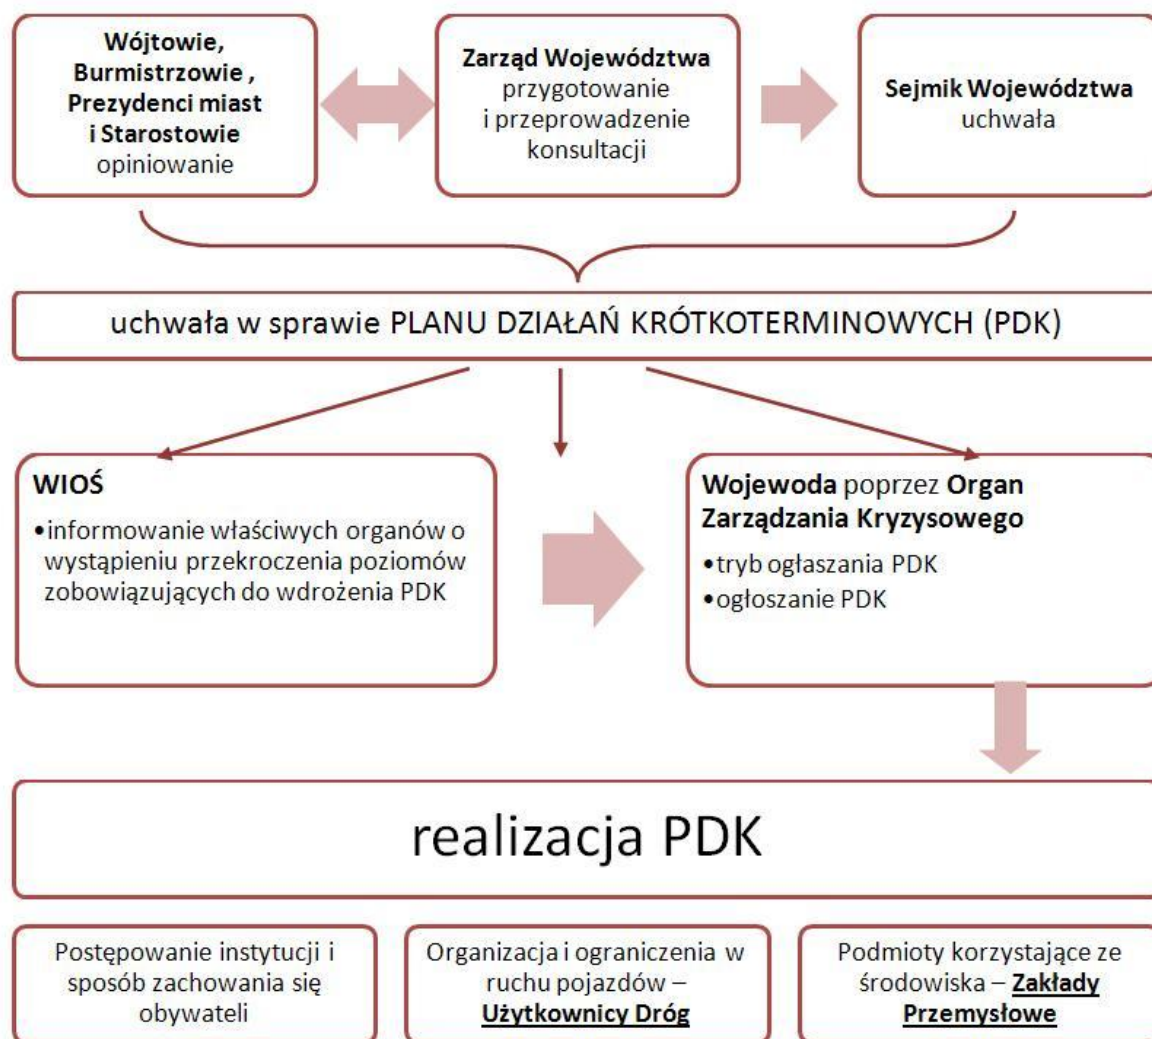 Wójtowie,
Burmistrzowie ,
Prezydenci miast
i Starostowie
opiniowanie
Zarząd Województwa
przygotowanie
i przeprowadzenie
konsultacji
Sejmik Województwa
uchwała
uchwała w sprawie PLANU DZIAŁAŃ KRÓTKOTERMINOWYCH (PDK)
WIOŚ
•informowanie właściwych organów o
wystąpieniu przekroczenia poziomów
zobowiązujących do wdrożenia PDK
Wojewoda poprzez Organ
Zarządzania Kryzysowego
•tryb ogłaszania PDK
•ogłoszanie PDK
realizacja PDK
Postępowanie instytucji i
sposób zachowania się
obywateli
Organizacja i ograniczenia w
ruchu pojazdów –
Użytkownicy Dróg
Podmioty korzystające ze
środowiska – Zakłady
Przemysłowe